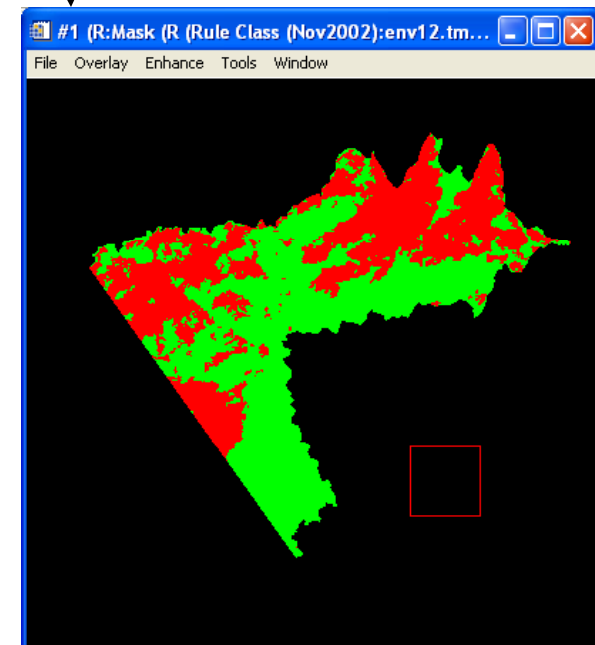 #1 (R:Mask (R (Rule Class (Nov2002):env12.tm...
File Overlay Enhance Tools Window